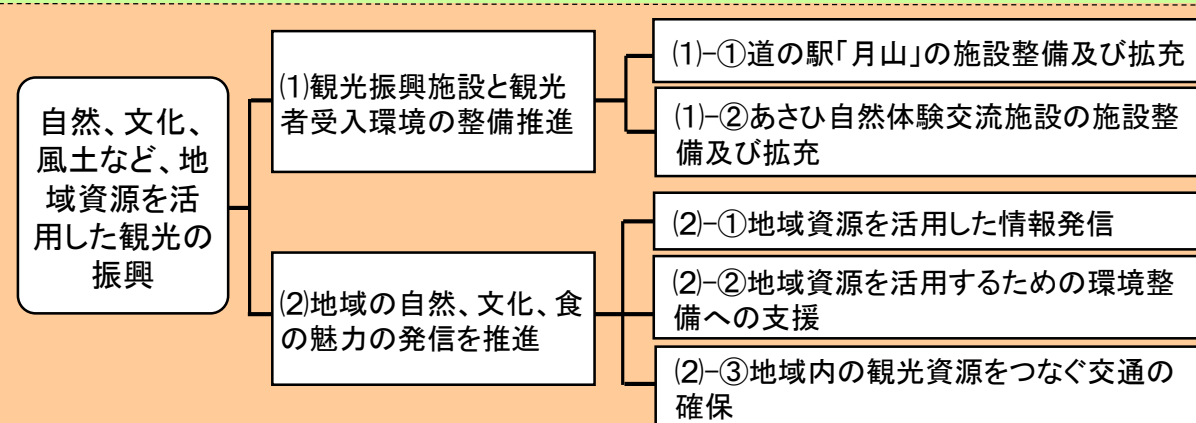 自然、文化、
風土など、地
域資源を活
用した観光の
振興
⑴観光振興施設と観光
者受入環境の整備推進
⑴-①道の駅「月山」の施設整備及び拡充
⑴-②あさひ自然体験交流施設の施設整
備及び拡充
⑵地域の自然、文化、食
の魅力の発信を推進
⑵-①地域資源を活用した情報発信
⑵-②地域資源を活用するための環境整
備への支援
⑵-③地域内の観光資源をつなぐ交通の
確保